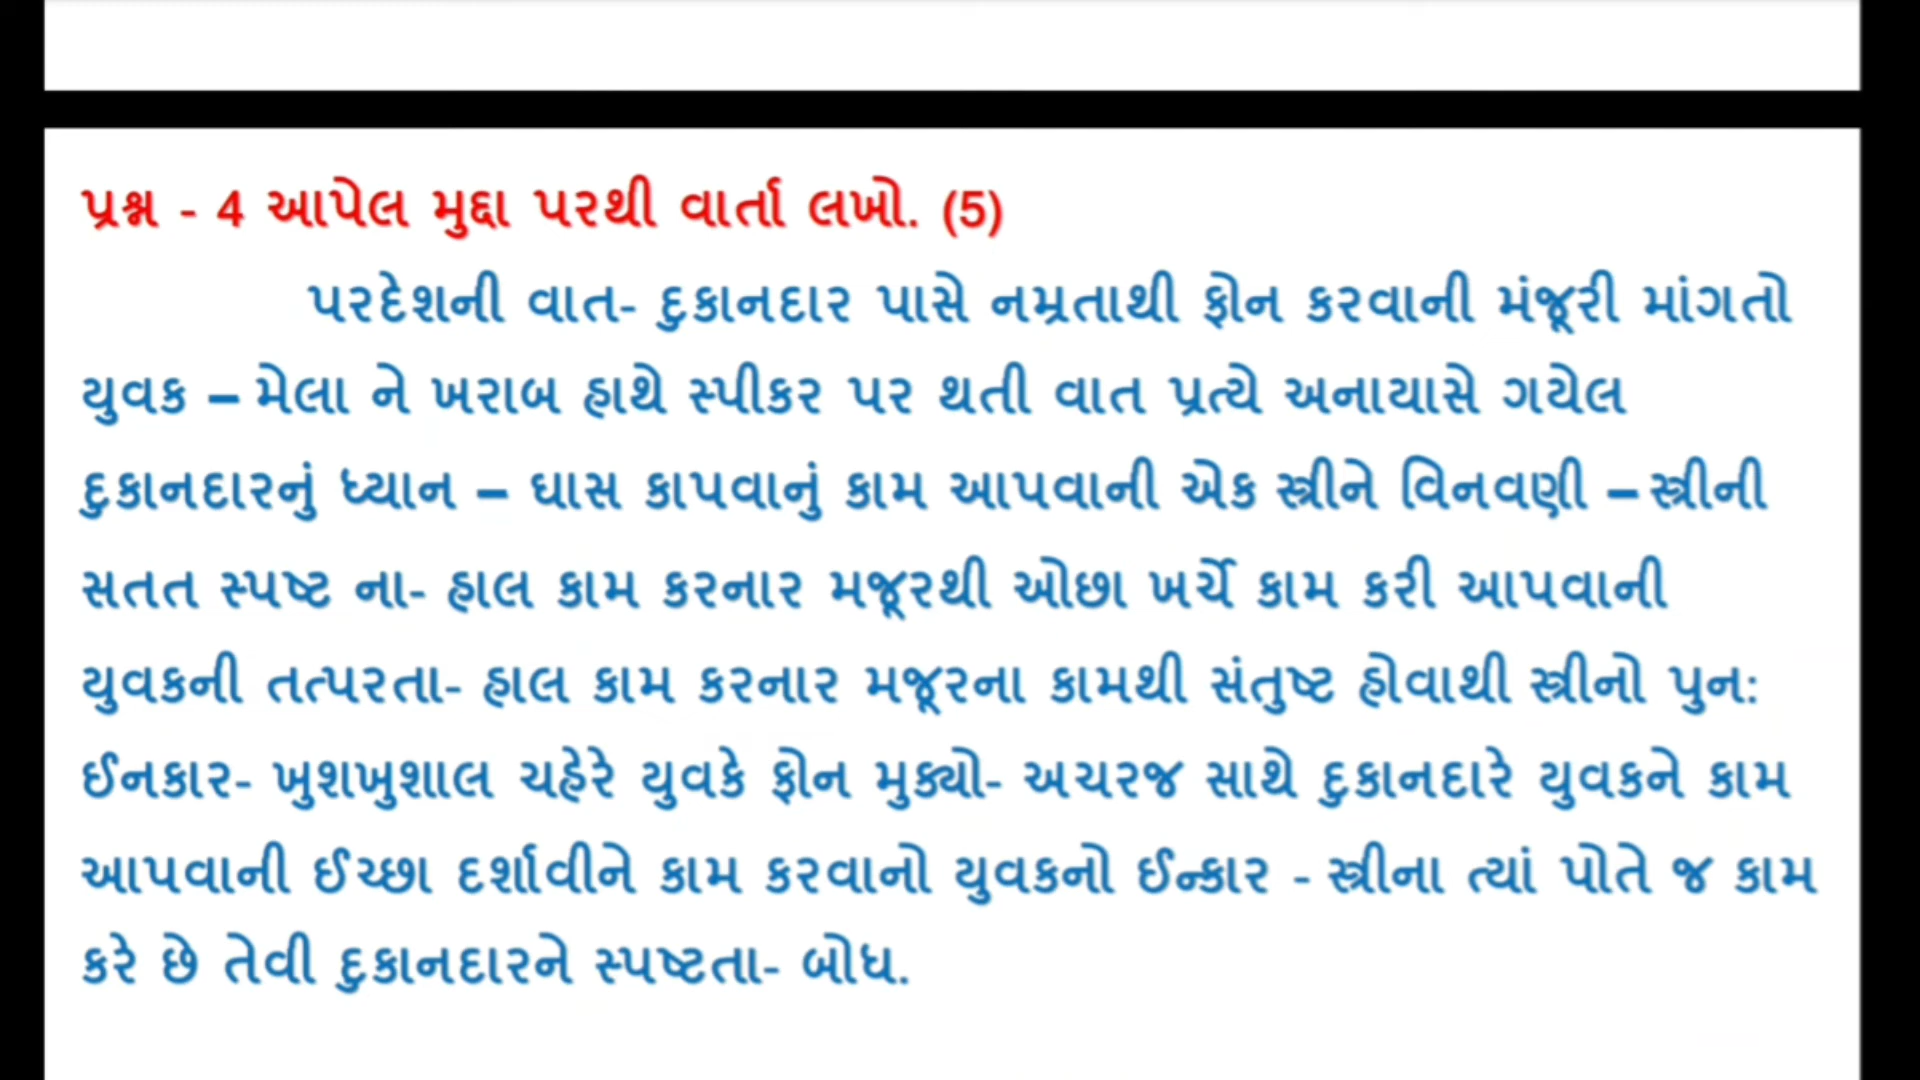 પ્રશ્ન - 4 આપેલ મુદ્દા પરથી વાર્તા લખો. (5)
પરદેશની વાત- દુકાનદાર પાસે નમ્રતાથી ફોન કરવાની મંજૂરી માંગતો
યુવક – મેલા ને ખરાબ હાથે સ્પીકર પર થતી વાત પ્રત્યે અનાયાસે ગયેલ
દુકાનદારનું ધ્યાન – ઘાસ કાપવાનું કામ આપવાની એક સ્ત્રીને વિનવણી – સ્ત્રીની
સતત સ્પષ્ટ ના- હાલ કામ કરનાર મજૂરથી ઓછા ખર્ચે કામ કરી આપવાની
યુવકની તત્પરતા- હાલ કામ કરનાર મજૂરના કામથી સંતુષ્ટ હોવાથી સ્ત્રીનો પુન:
ઈનકાર- ખુશખુશાલ ચહેરે યુવકે ફોન મુક્યો- અચરજ સાથે દુકાનદારે યુવકને કામ
આપવાની ઈચ્છા દર્શાવીને કામ કરવાનો યુવકનો ઈન્કાર - સ્ત્રીના ત્યાં પોતે જ કામ
કરે છે તેવી દુકાનદારને સ્પષ્ટતા- બોધ.